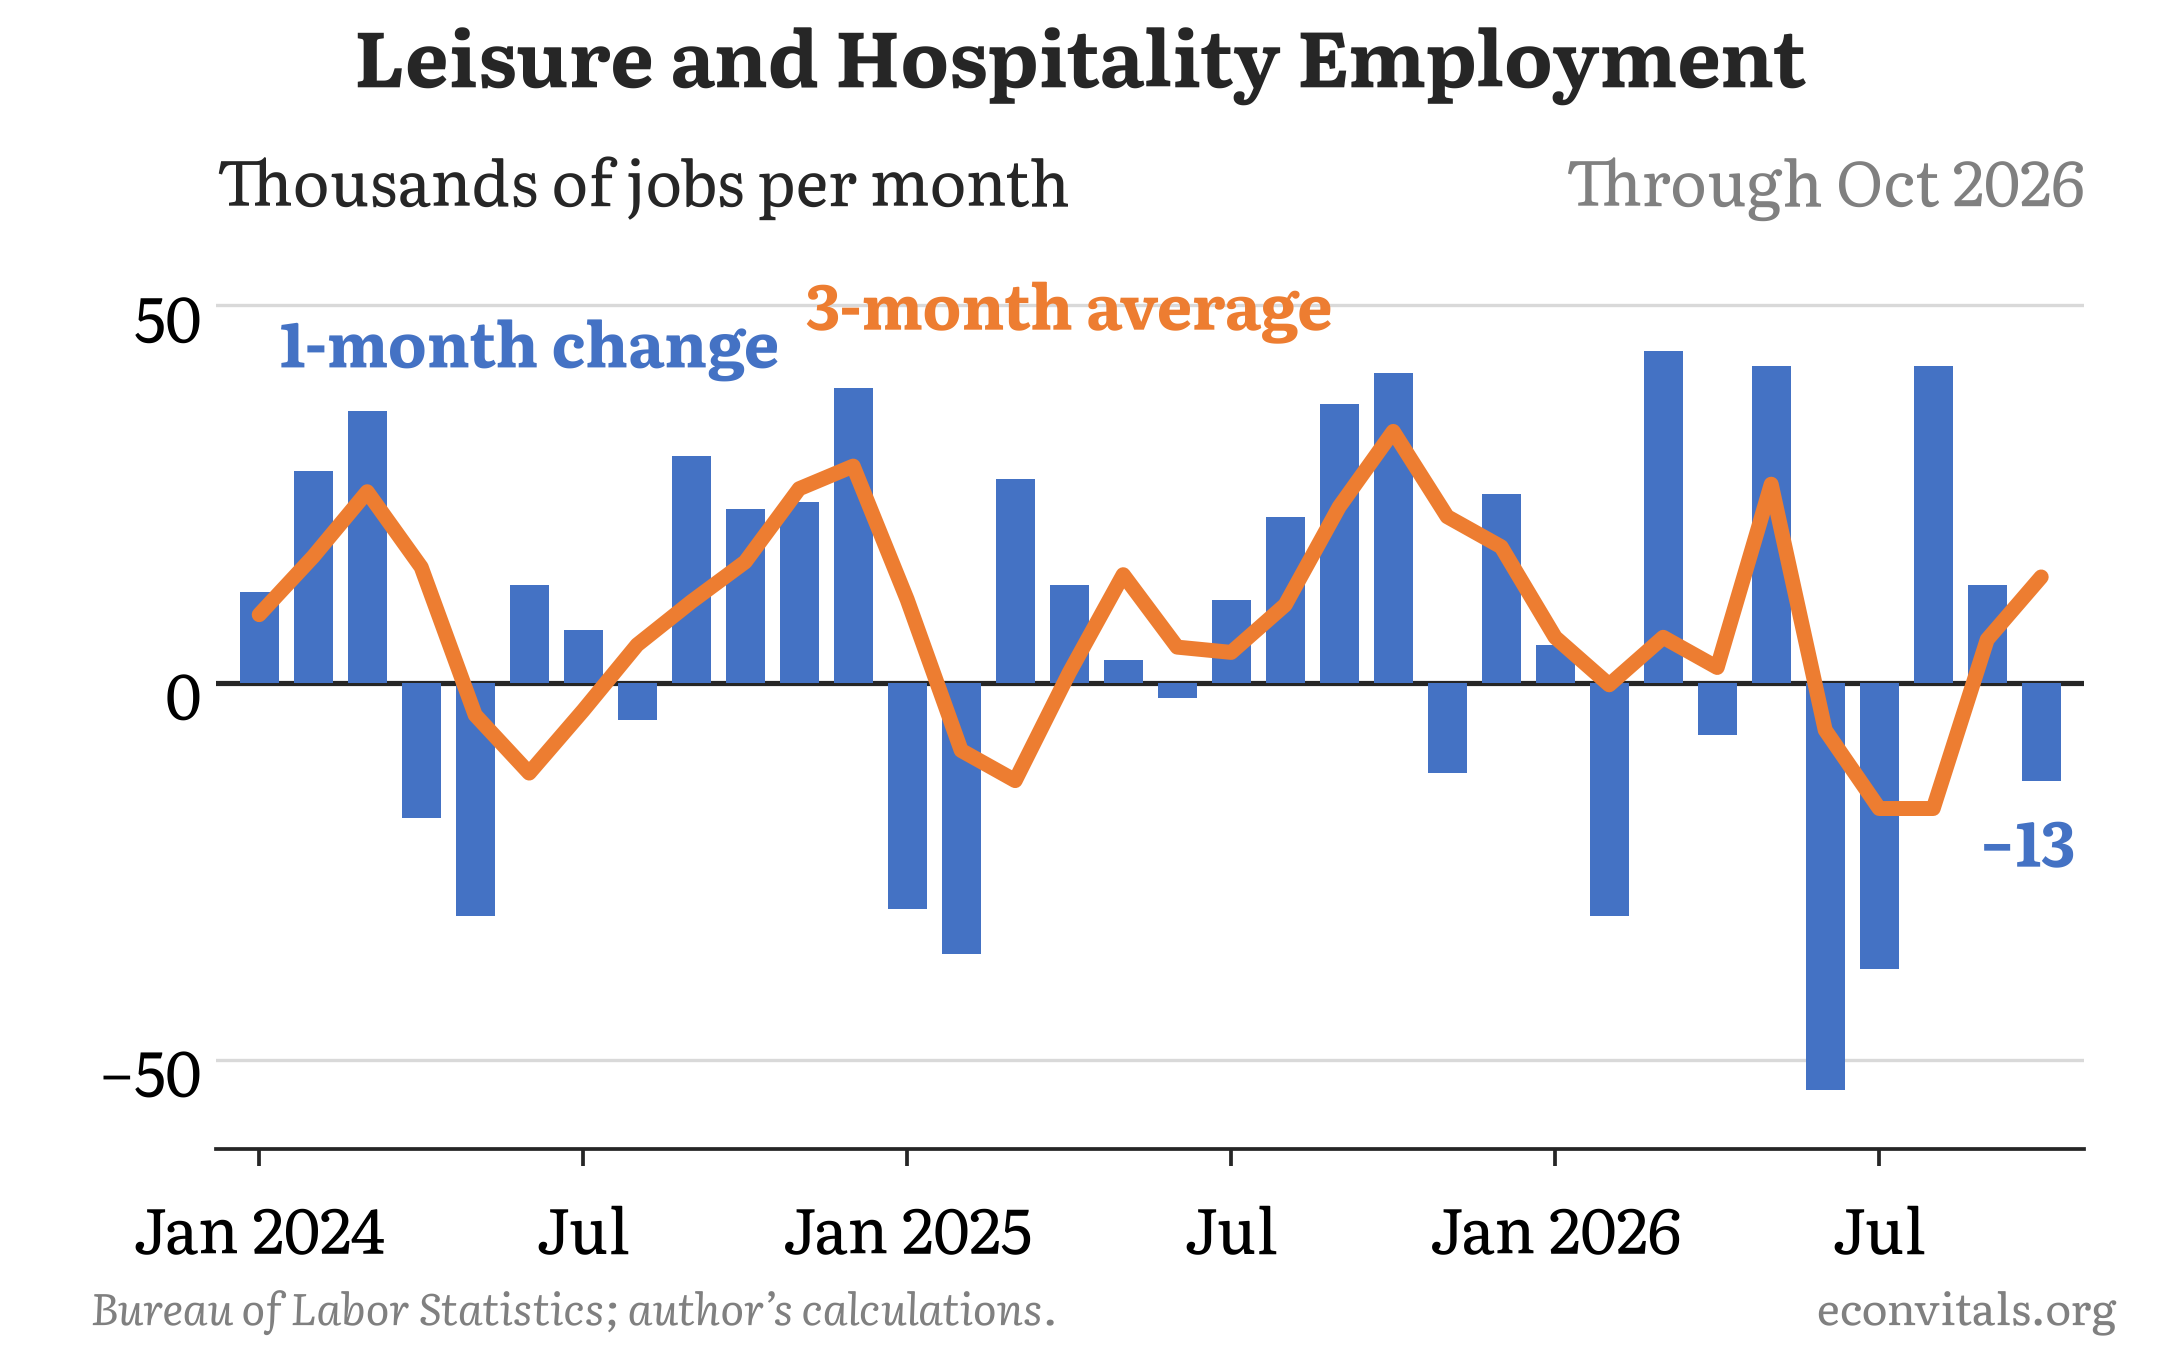 Leisure and Hospitality Employment
Thousands of jobs per month
Through Oct 2026
50
1-month change
3-month average
0
–13
–50
Jan 2024
Jul
Jan 2025
Jul
Jan 2026
Jul
Bureau of Labor Statistics; author’s calculations.
econvitals.org